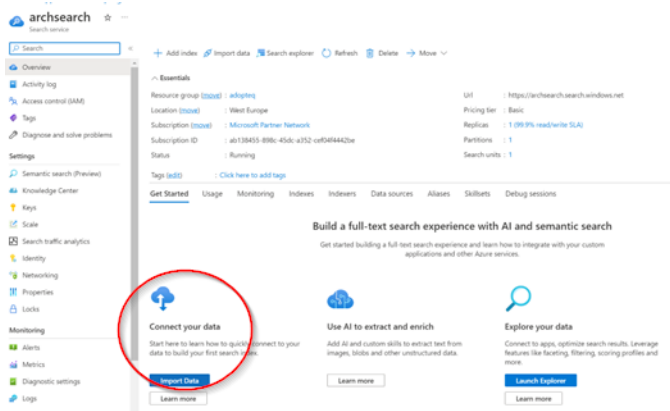 archsearch
Search service
Search
Overview
Activity log
Access control (IAM)
Tags
Diagnose and solve problems
Settings
Semantic search (Preview)
Knowledge Center
Keys
Scale
Search traffic analytics
Identity
Networking
Properties
Locks
Monitoring
Alerts
Metrics
Diagnostic settings
Logs
Add index Import data Search explorer Refresh Delete Move
Essentials
Resource group (move) : adopteq
Location (move) : West Europe
Subscription (move) : Microsoft Partner Network
Subscription ID : ab138455-898c-45dc-a352-cef04f4442be
Status : Running
Tags (edit) : Click here to add tags
Url : https://archsearch.search.windows.net
Pricing tier : Basic
Replicas : 1 (99.9% read/write SLA)
Partitions : 1
Search units : 1
Get Started Usage Monitoring Indexes Indexers Data sources Aliases Skillsets Debug sessions
Build a full-text search experience with AI and semantic search
Get started building a full-text search experience and learn how to integrate with your custom
applications and other Azure services.
Connect your data
Start here to learn how to quickly connect to your
data to build your first search index.
Import Data
Learn more
Use AI to extract and enrich
Add AI and custom skills to extract text from
images, blobs and other unstructured data.
Learn more
Explore your data
Connect to apps, optimize search results. Leverage
features like faceting, filtering, scoring profiles and
more.
Launch Explorer
Learn more